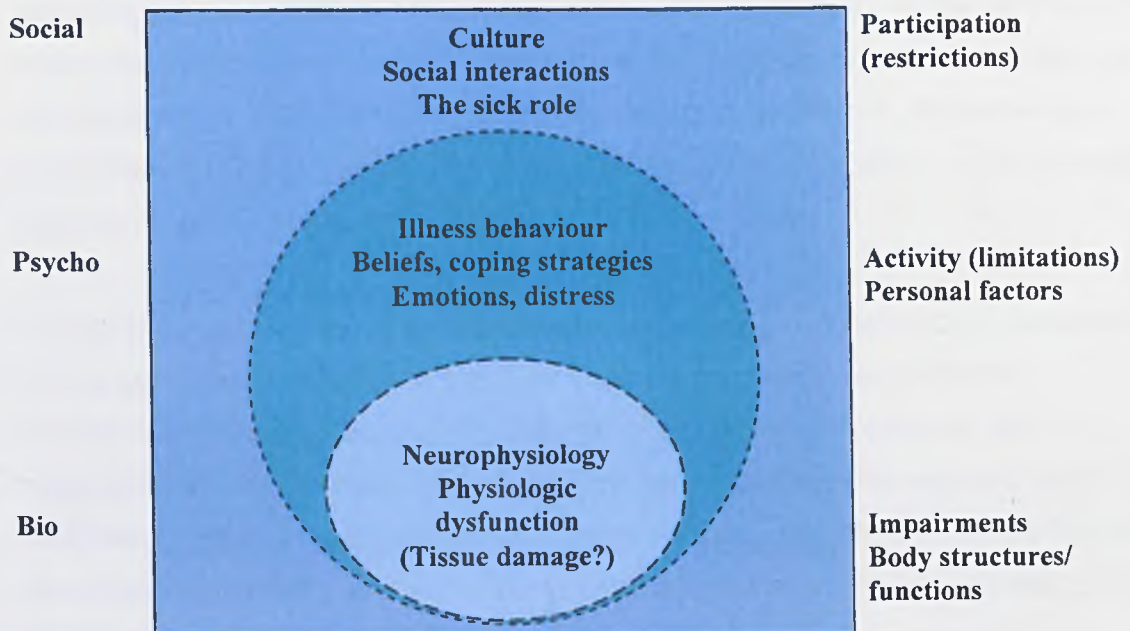 Social
Culture
Social interactions
The sick role
Participation
(restrictions)
Psycho
Illness behaviour
Beliefs, coping strategies
Emotions, distress
Activity (limitations)
Personal factors
Bio
Neurophysiology
Physiologic
dysfunction
(Tissue damage?)
Impairments
Body structures/
functions